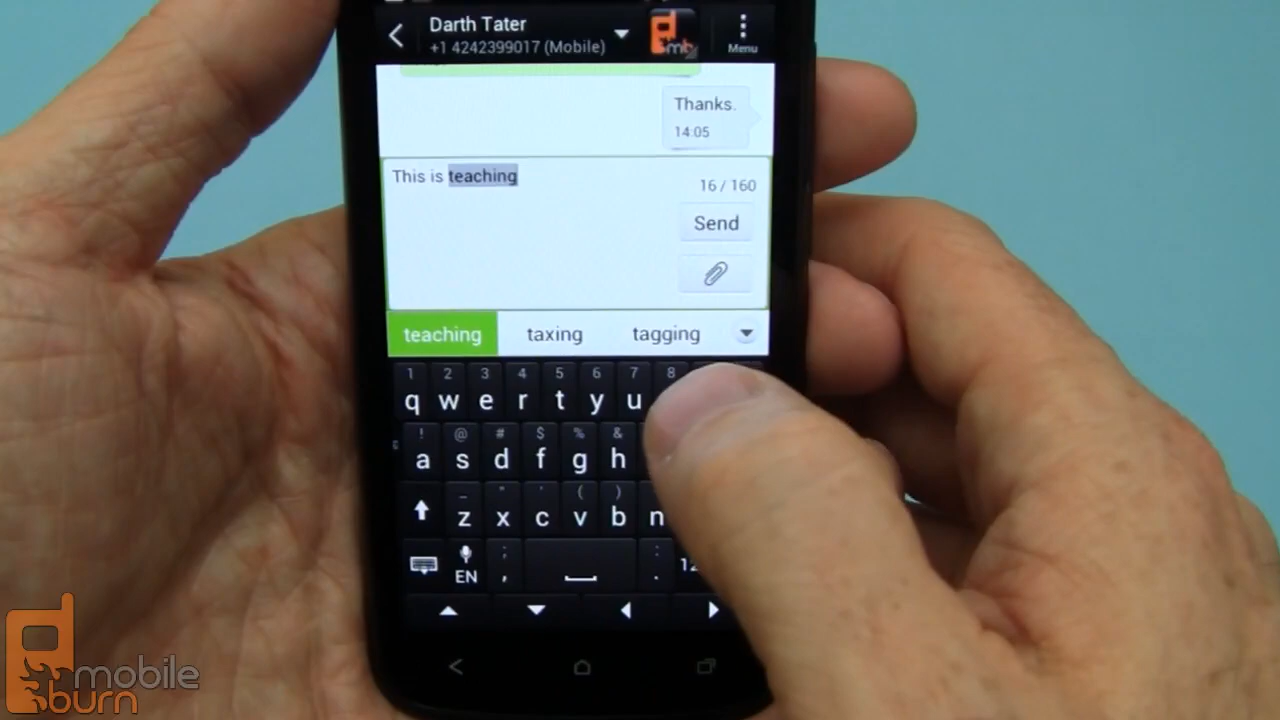 Darth Tater
+1 4242399017 (Mobile)
mb
Menu
Thanks.
14:05
This is teaching
16 / 160
Send
teaching taxing tagging
1 2 3 4 5 6 7 8
q w e r t y u
! @ # $ % &
a s d f g h
_ " ' ( )
z x c v b n
EN ; , : . 12
mobile
burn